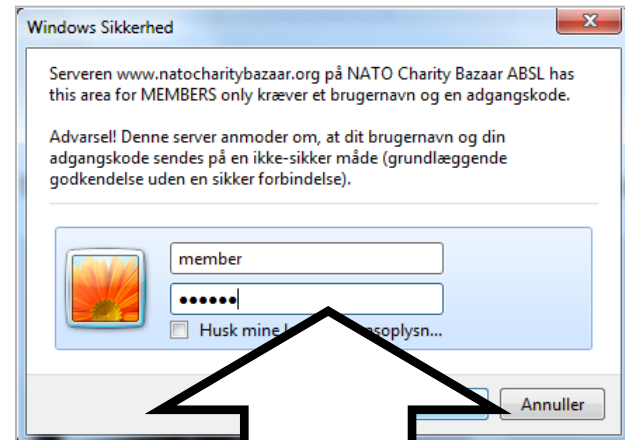 Windows Sikkerhed
Serveren www.natocharitybazaar.org på NATO Charity Bazaar ABSL has
this area for MEMBERS only kræver et brugernavn og en adgangskode.
Advarsel! Denne server anmoder om, at dit brugernavn og din
adgangskode sendes på en ikke-sikker måde (grundlæggende
godkendelse uden en sikker forbindelse).
member
••••••
Husk mine
Annuller